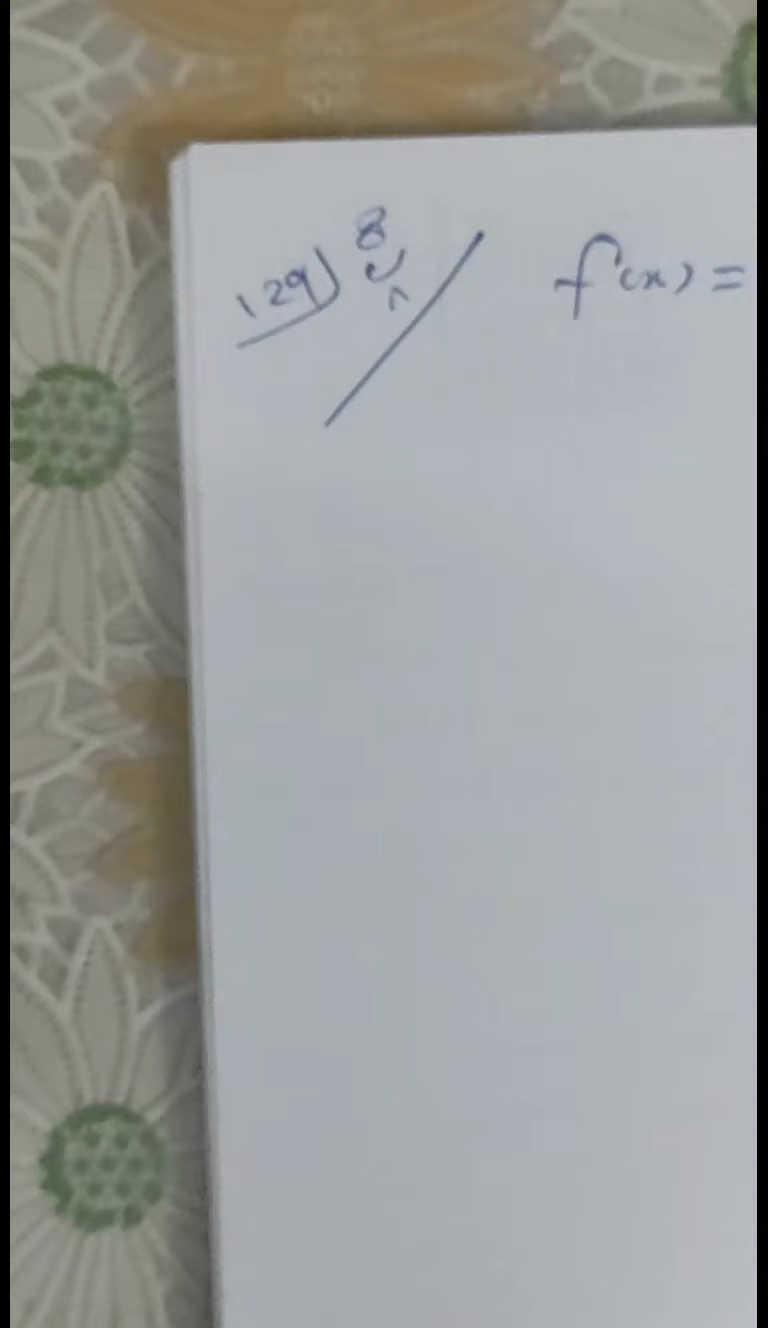 129) 8 / f(x) =